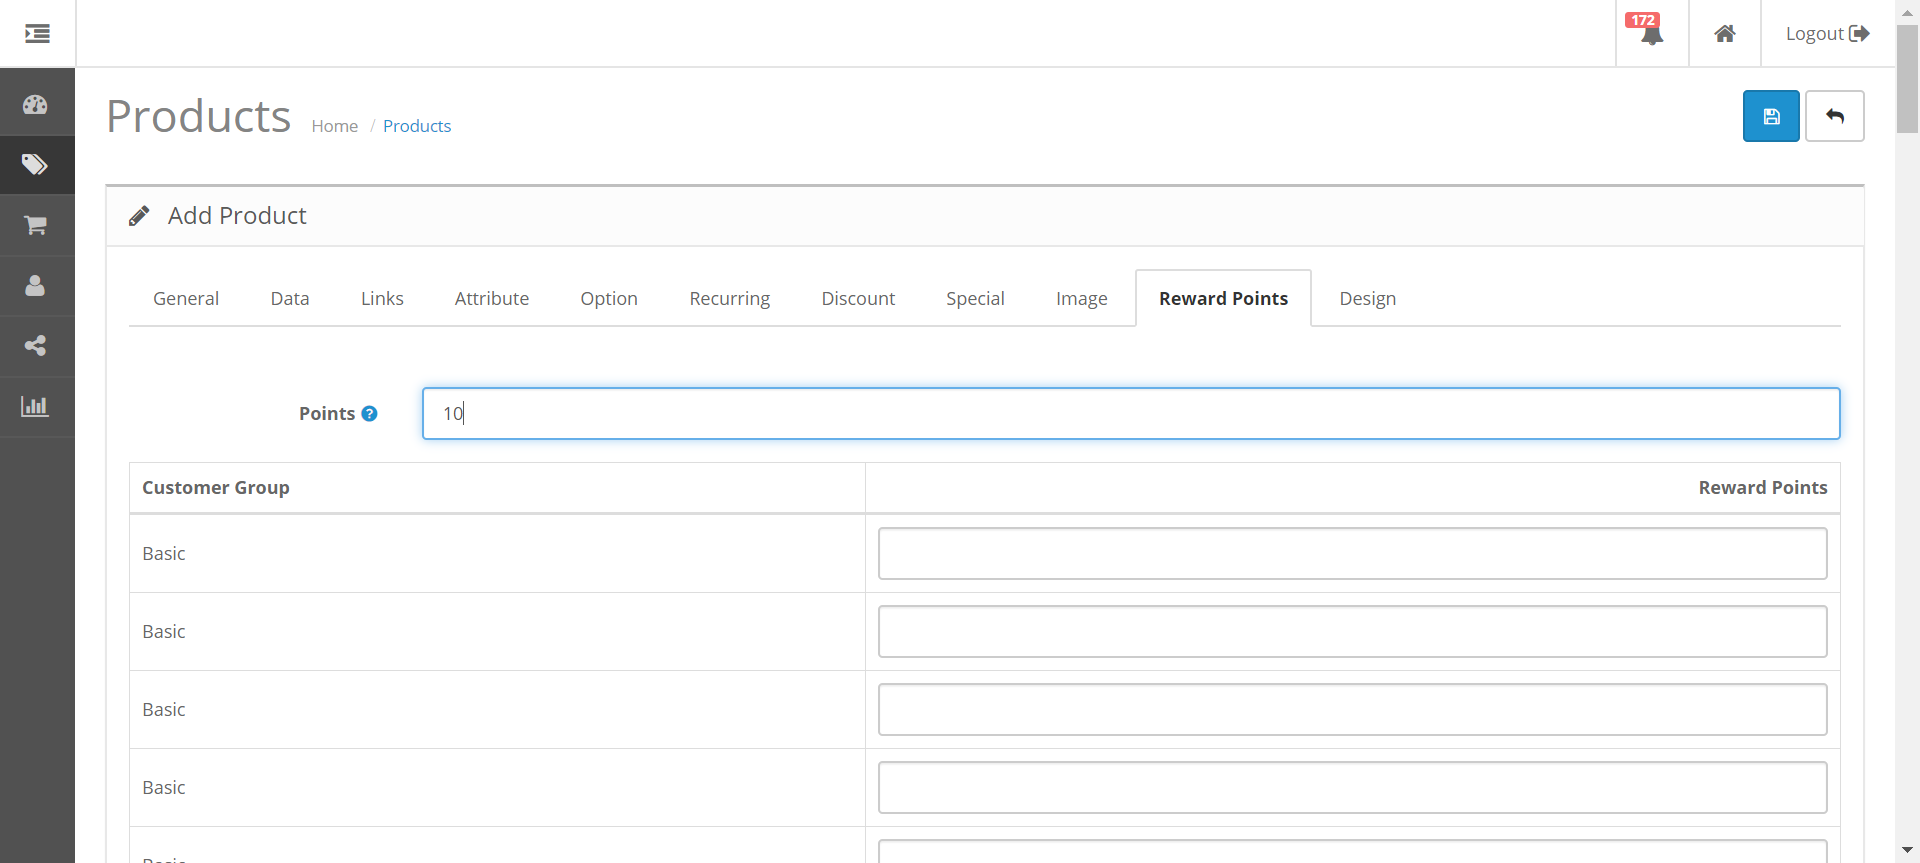 172
Logout
Products
Home / Products
Add Product
General Data Links Attribute Option Recurring Discount Special Image Reward Points Design
Points ?
10
Customer Group Reward Points
Basic
Basic
Basic
Basic